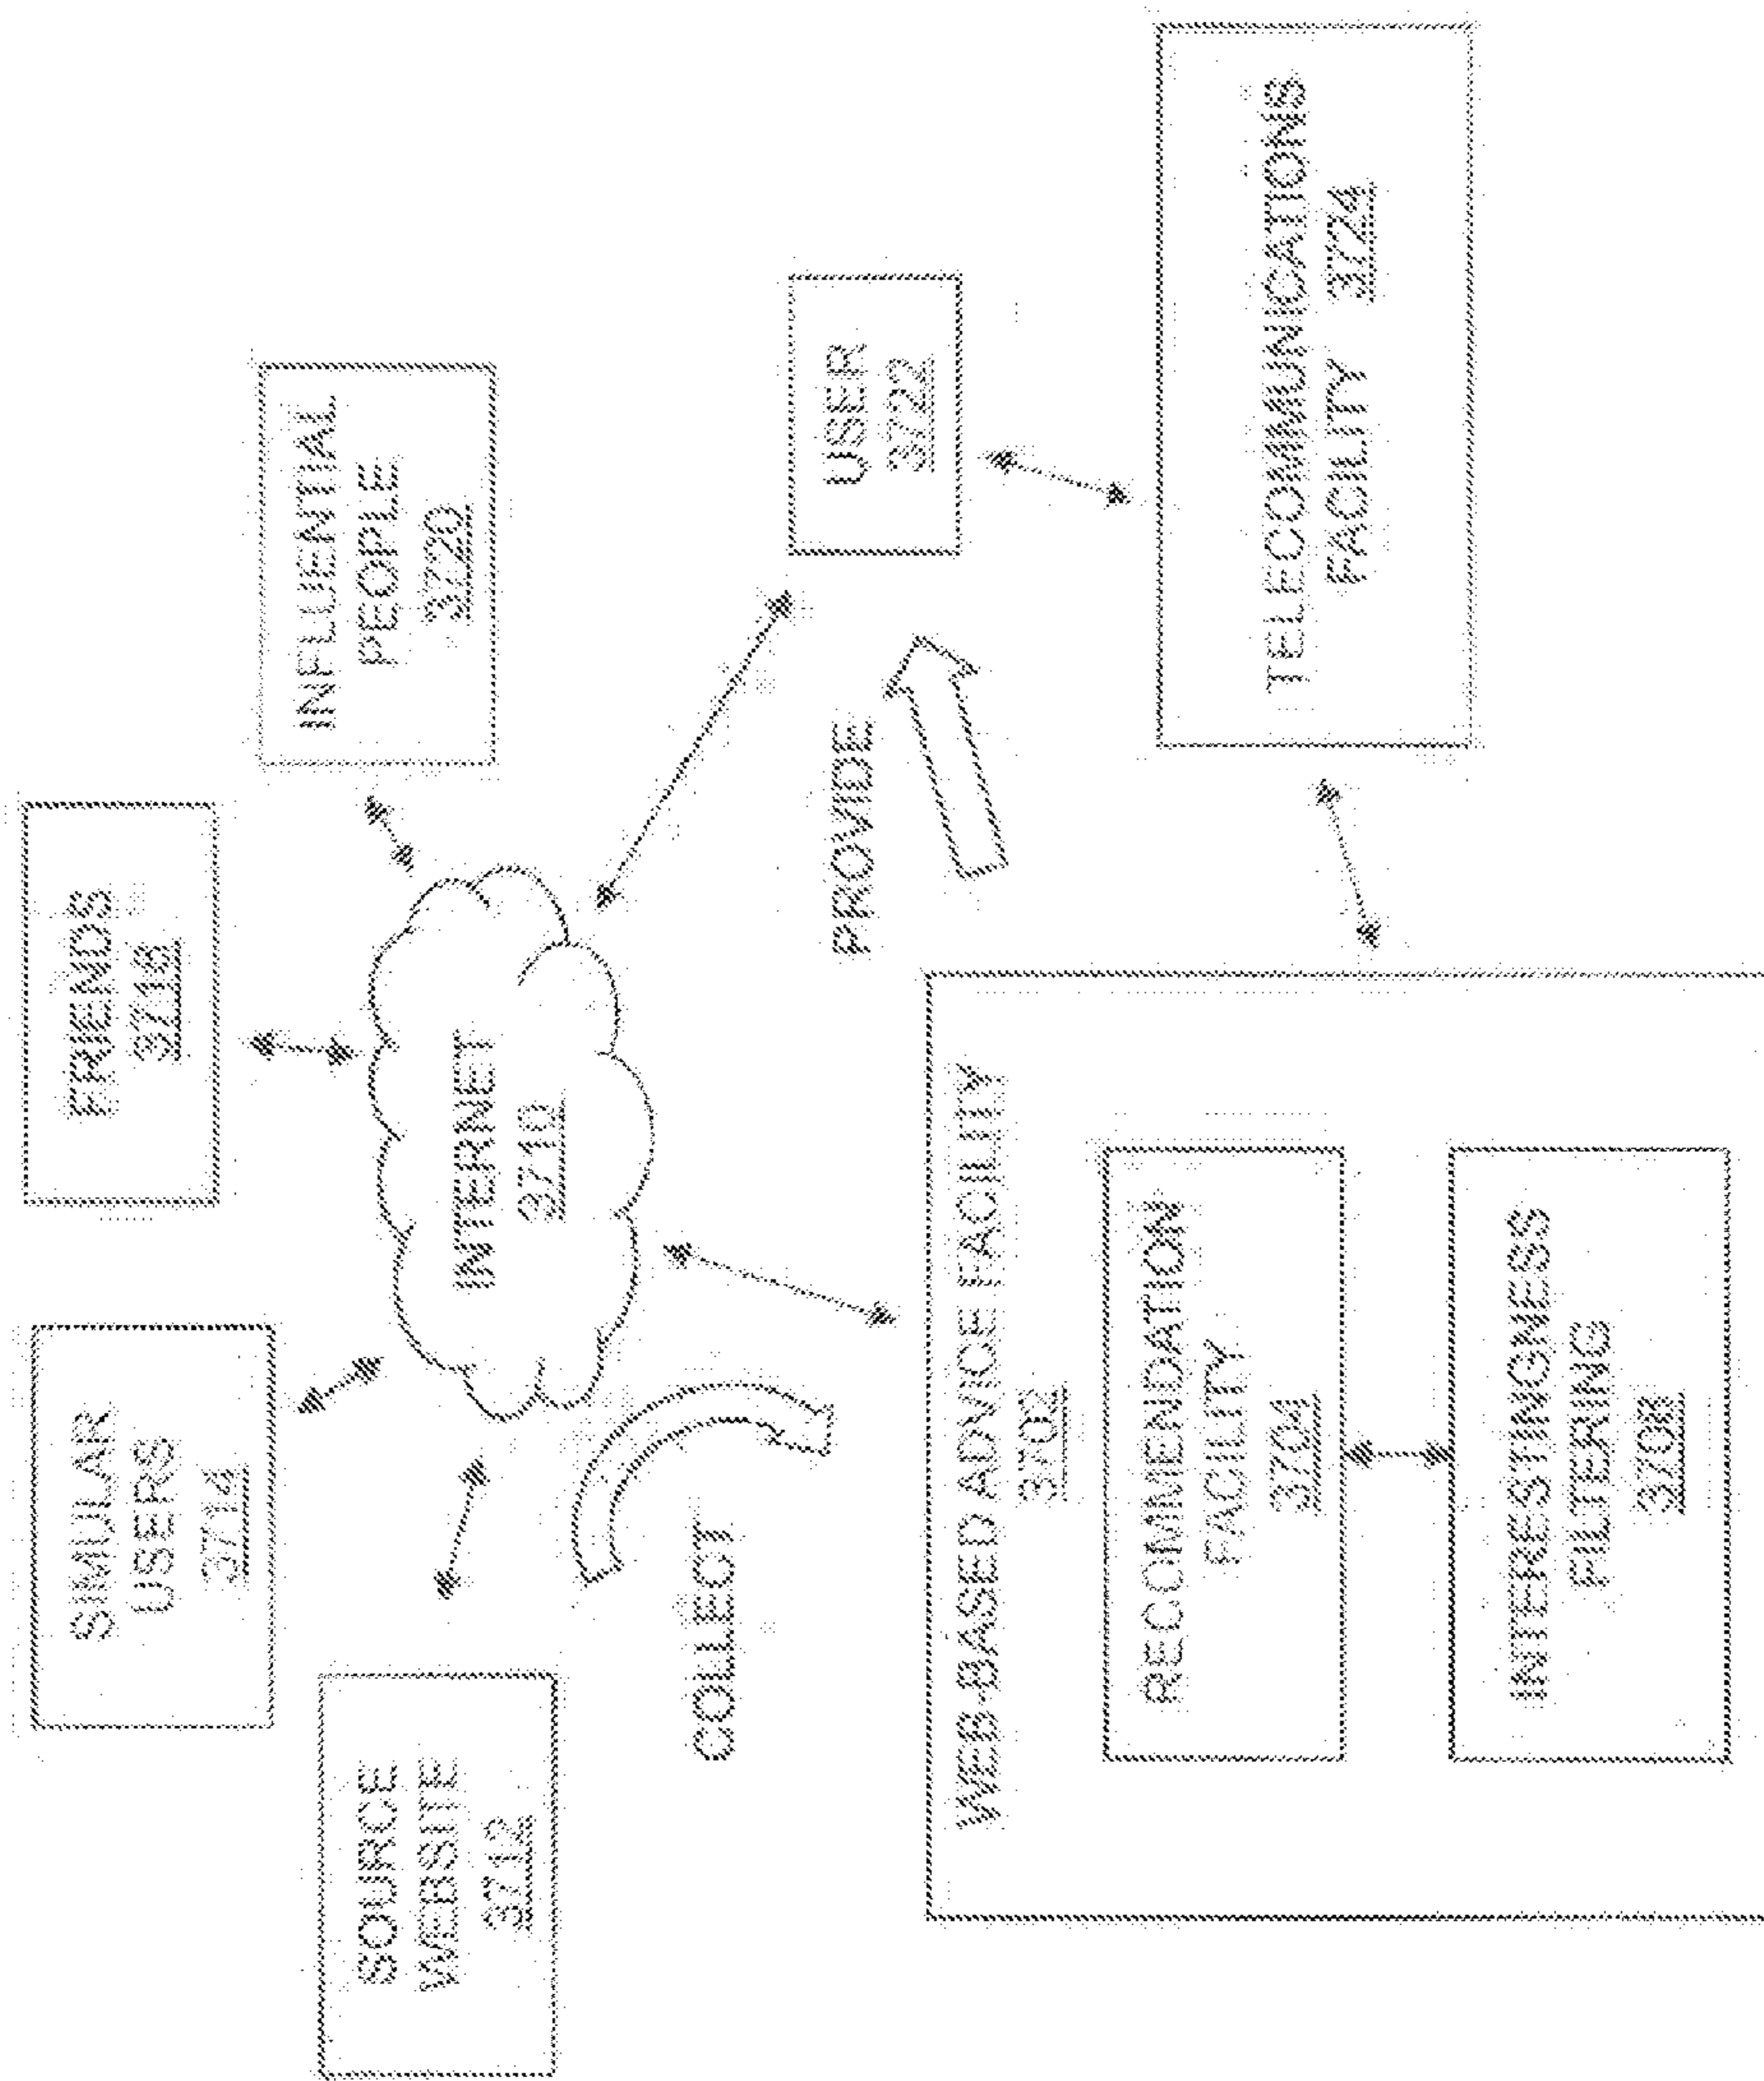 SIMULAR
USERS
3714
FRIENDS
3718
SOURCE
WEBSITE
3712
INTERNET
3710
INFLUENTIAL
PEOPLE
3720
COLLECT
PROVIDE
USER
3722
WEB-BASED ADVICE FACILITY
3702
RECOMMENDATION
FACILITY
3704
INTERESTINGNESS
FILTERING
3708
TELECOMMUNICATIONS
FACILITY 3724